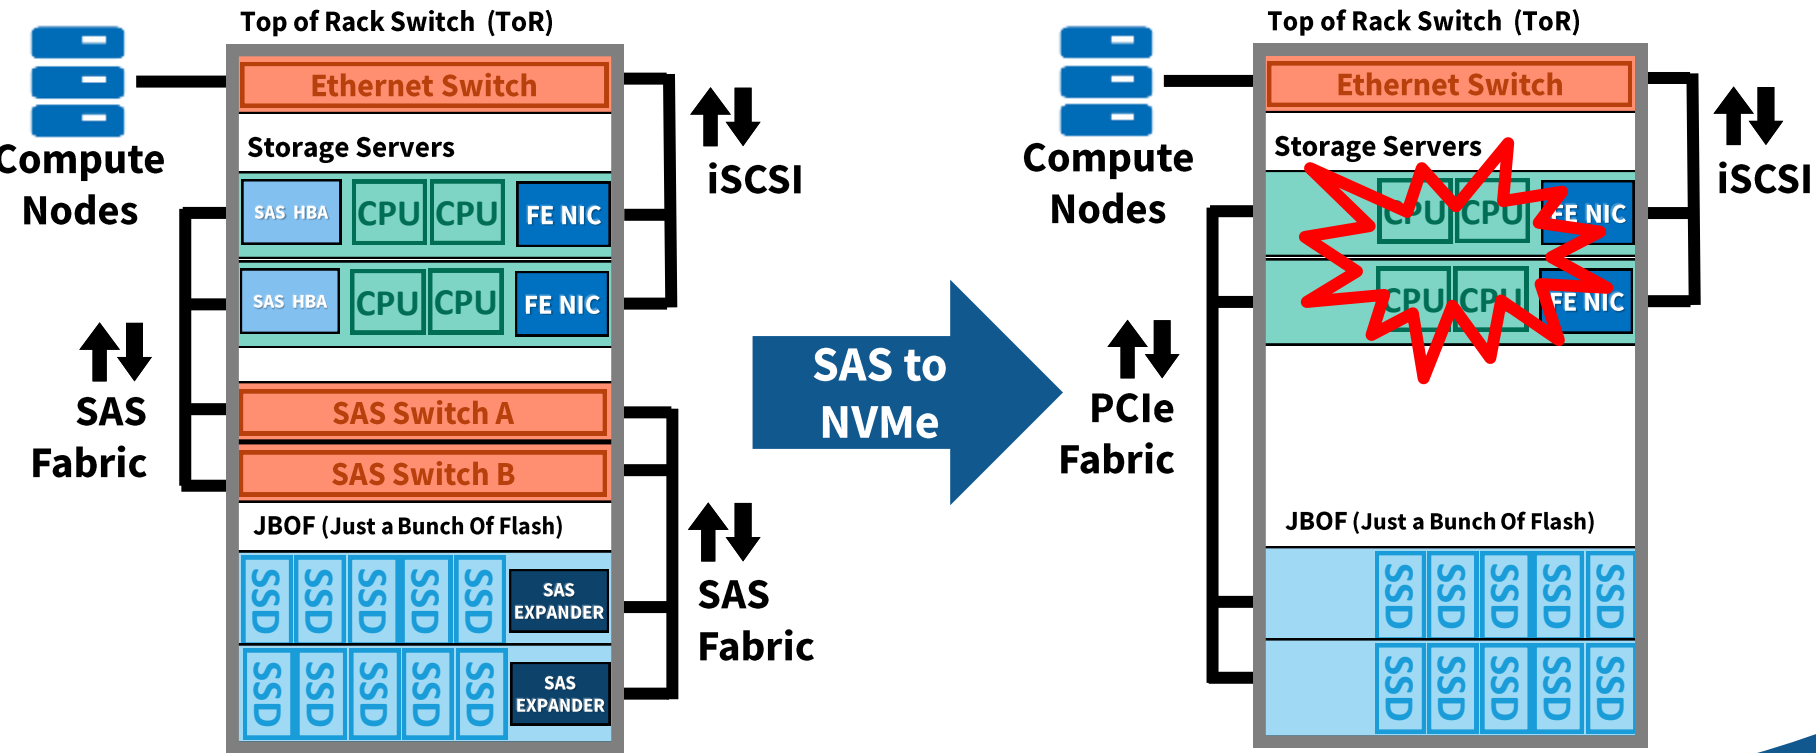 Top of Rack Switch (ToR)
Ethernet Switch
Compute
Nodes
Storage Servers
iSCSI
SAS HBA CPU CPU FE NIC
SAS HBA CPU CPU FE NIC
SAS
Fabric
SAS Switch A
SAS Switch B
JBOF (Just a Bunch Of Flash)
SSD SSD SSD SSD SSD
SAS
EXPANDER
SSD SSD SSD SSD SSD
SAS
EXPANDER
SAS
Fabric
SAS to
NVMe
Top of Rack Switch (ToR)
Ethernet Switch
Compute
Nodes
Storage Servers
iSCSI
CPU CPU FE NIC
CPU CPU FE NIC
PCIe
Fabric
JBOF (Just a Bunch Of Flash)
SSD SSD SSD SSD SSD
SSD SSD SSD SSD SSD